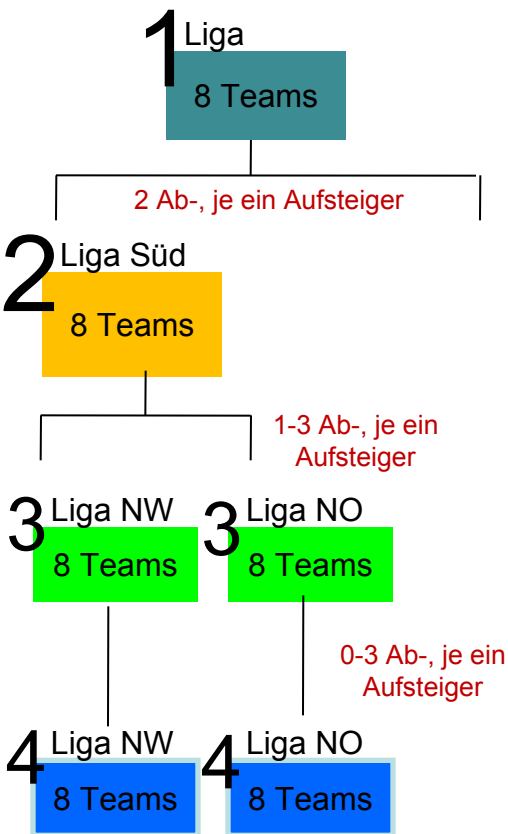 1 Liga
8 Teams
2 Ab-, je ein Aufsteiger
2 Liga Süd
8 Teams
1-3 Ab-, je ein
Aufsteiger
3 Liga NW
8 Teams
3 Liga NO
8 Teams
0-3 Ab-, je ein
Aufsteiger
4 Liga NW
8 Teams
4 Liga NO
8 Teams